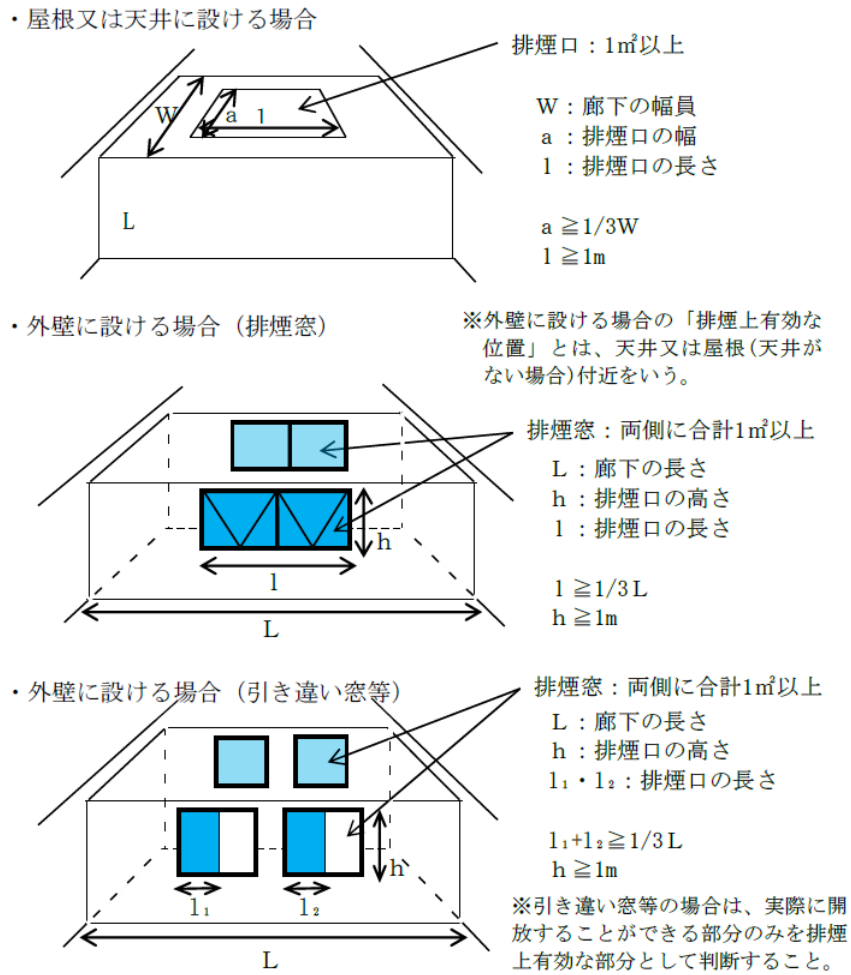 ・屋根又は天井に設ける場合
排煙口：1㎡以上
W：廊下の幅員
a：排煙口の幅
l：排煙口の長さ
a≧1/3W
l≧1m
W
a
l
L
・外壁に設ける場合（排煙窓）
※外壁に設ける場合の「排煙上有効な
位置」とは、天井又は屋根(天井が
ない場合)付近をいう。
排煙窓：両側に合計1㎡以上
L：廊下の長さ
h：排煙口の高さ
l：排煙口の長さ
l≧1/3L
h≧1m
h
l
L
・外壁に設ける場合（引き違い窓等）
排煙窓：両側に合計1㎡以上
L：廊下の長さ
h：排煙口の高さ
l₁・l₂：排煙口の長さ
l₁+l₂≧1/3L
h≧1m
h
l₁
l₂
L
※引き違い窓等の場合は、実際に開
放することができる部分のみを排煙
上有効な部分として判断すること。